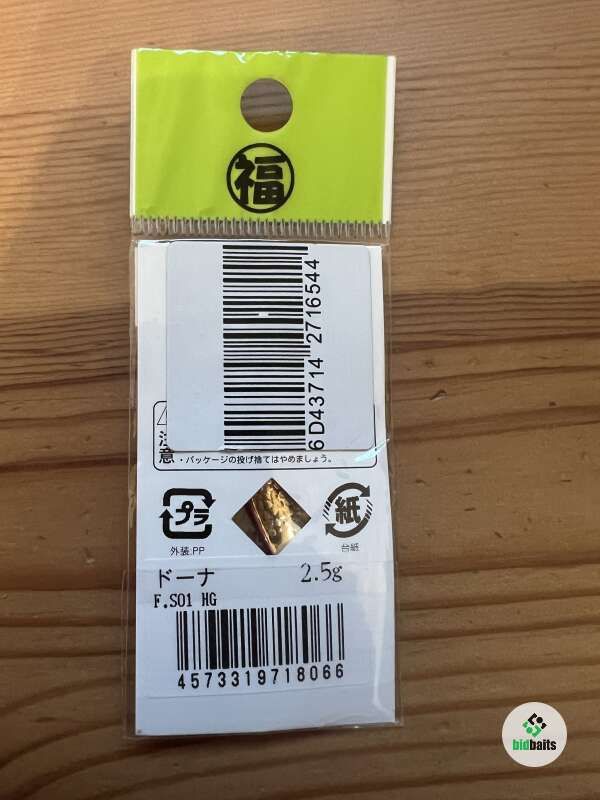 福
6D43714 2716544
注
意
・パッケージの投げ捨てはやめましょう。
プラ
外装:PP
紙
台紙
ドーナ 2.5g
F.S01 HG
4573319718066
bidbaits